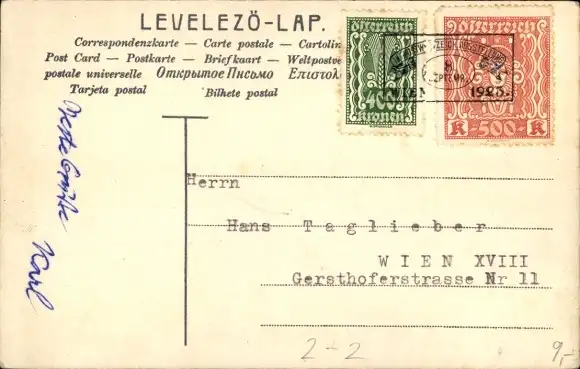 LEVELEZŐ-LAP.
Correspondenzkarte — Carte postale — Cartolin
Post Card — Postkarte — Briefkaart — Weltpostve
postale universelle Открытое Письмо Επιστολ
Tarjeta postal Bilhete postal
Österreich
400
Kronen
Österreich
K 500 K
WIEN 1923.
Beste Grüße
Karl
Herrn
Hans Taglieber
WIEN XVIII
Gersthoferstrasse Nr 11
2-2
9,-